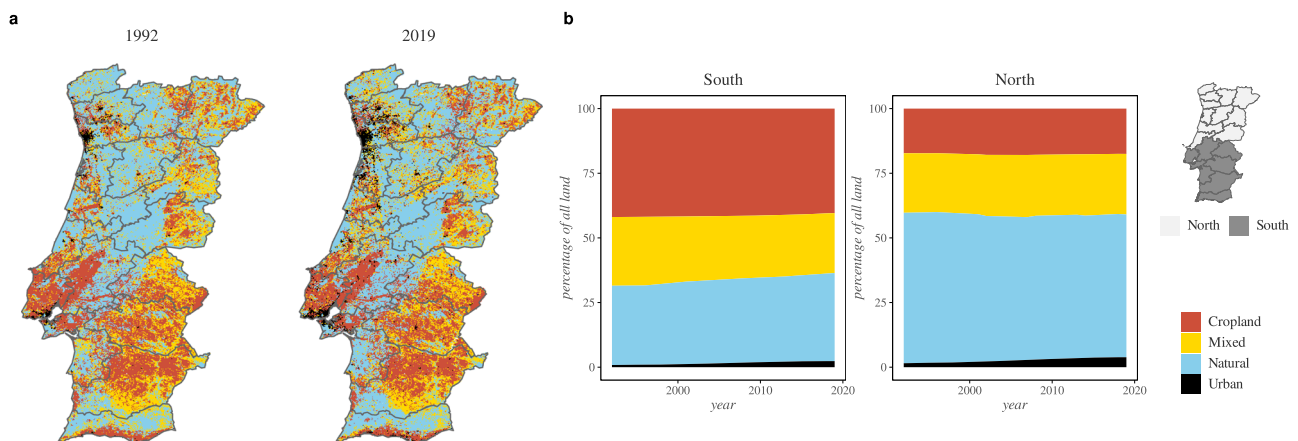 a
1992
2019
b
South
North
percentage of all land
100
75
50
25
0
2000
2010
2020
year
percentage of all land
100
75
50
25
0
2000
2010
2020
year
North
South
Cropland
Mixed
Natural
Urban